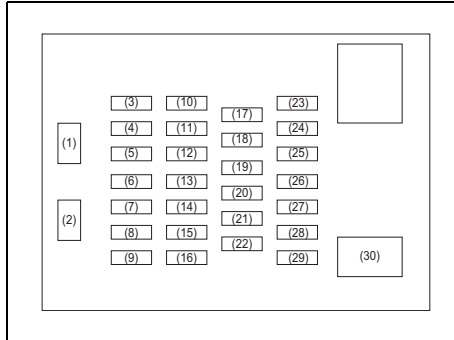 (3) (10) (23)
(17)
(4) (11) (24)
(1)
(18)
(5) (12) (25)
(19)
(6) (13) (26)
(20)
(7) (14) (27)
(2)
(21)
(8) (15) (28)
(22)
(9) (16) (29)
(30)